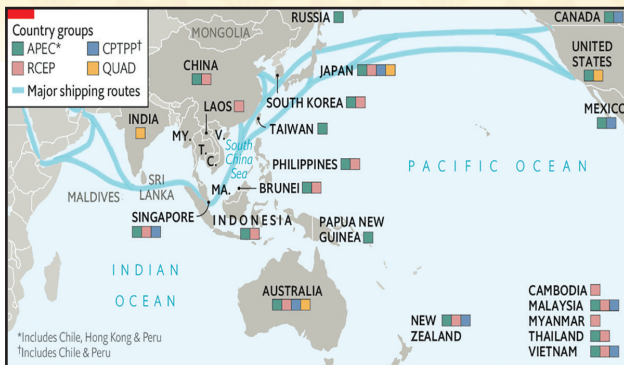 Country groups
APEC*
CPTPP†
RCEP
QUAD
Major shipping routes
RUSSIA
MONGOLIA
CANADA
UNITED
STATES
MEXICO
CHINA
JAPAN
LAOS
SOUTH KOREA
INDIA
MY.
V.
T.
C.
TAIWAN
South
China
Sea
PHILIPPINES
PACIFIC OCEAN
MALDIVES
SRI
LANKA
MA.
BRUNEI
SINGAPORE
INDONESIA
PAPUA NEW
GUINEA
INDIAN
OCEAN
AUSTRALIA
NEW
ZEALAND
CAMBODIA
MALAYSIA
MYANMAR
THAILAND
VIETNAM
*Includes Chile, Hong Kong & Peru
†Includes Chile & Peru